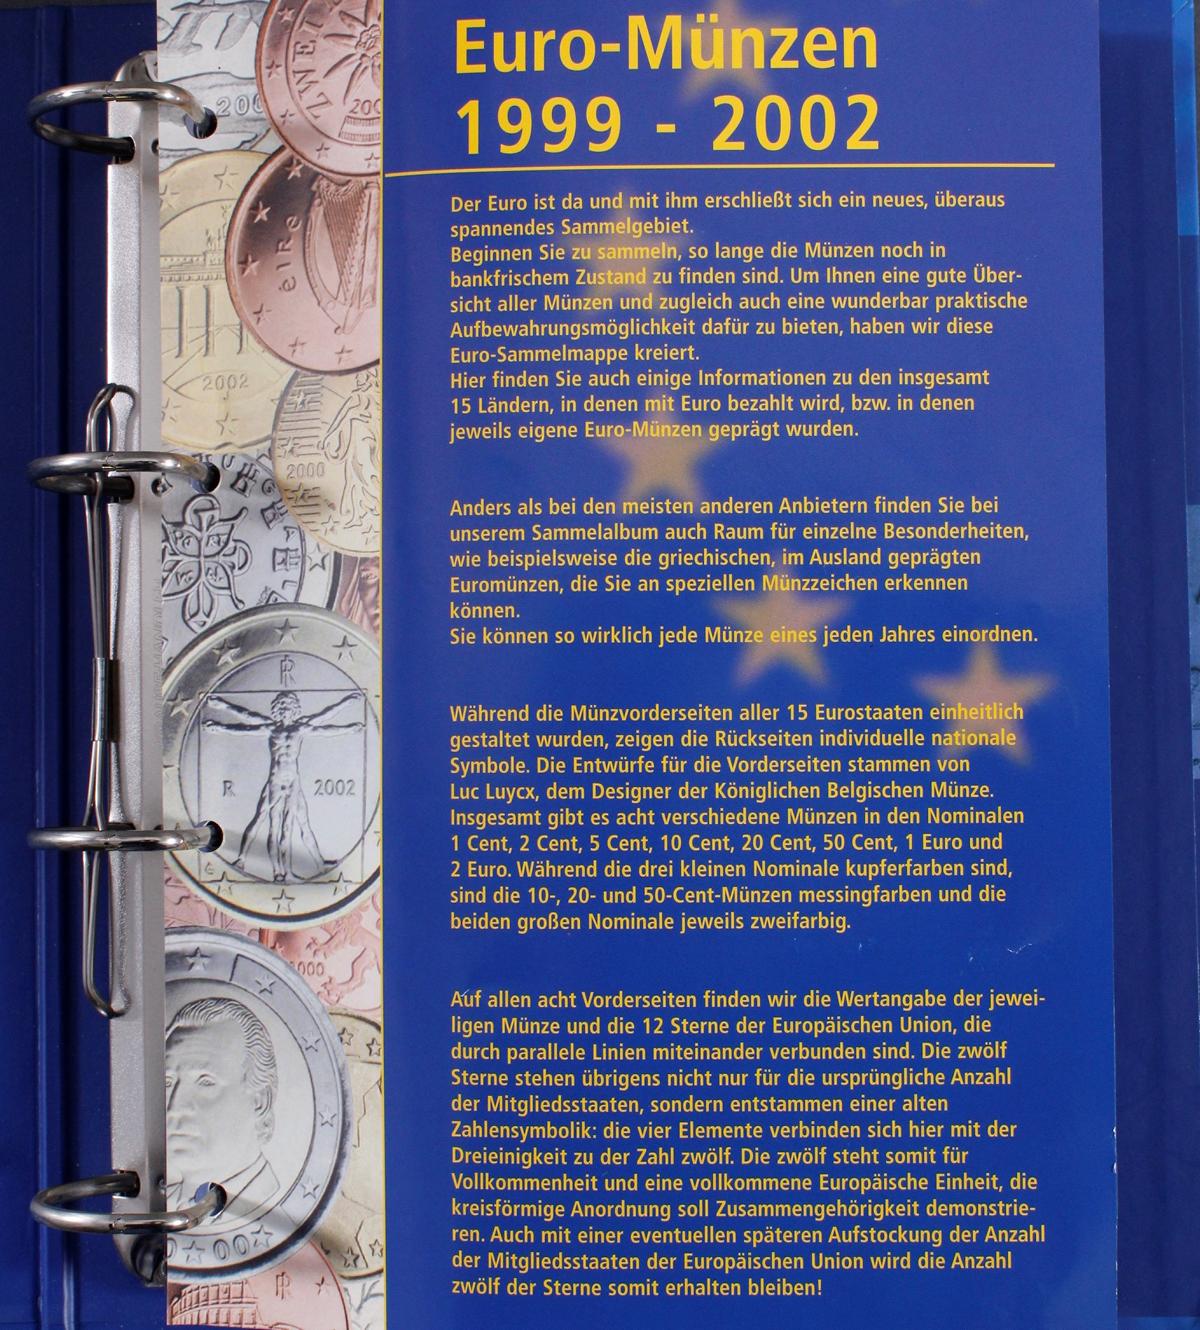 Euro-Münzen
1999 - 2002
Der Euro ist da und mit ihm erschließt sich ein neues, überaus
spannendes Sammelgebiet.
Beginnen Sie zu sammeln, so lange die Münzen noch in
bankfrischem Zustand zu finden sind. Um Ihnen eine gute Über-
sicht aller Münzen und zugleich auch eine wunderbar praktische
Aufbewahrungsmöglichkeit dafür zu bieten, haben wir diese
Euro-Sammelmappe kreiert.
Hier finden Sie auch einige Informationen zu den insgesamt
15 Ländern, in denen mit Euro bezahlt wird, bzw. in denen
jeweils eigene Euro-Münzen geprägt wurden.
Anders als bei den meisten anderen Anbietern finden Sie bei
unserem Sammelalbum auch Raum für einzelne Besonderheiten,
wie beispielsweise die griechischen, im Ausland geprägten
Euromünzen, die Sie an speziellen Münzzeichen erkennen
können.
Sie können so wirklich jede Münze eines jeden Jahres einordnen.
Während die Münzvorderseiten aller 15 Eurostaaten einheitlich
gestaltet wurden, zeigen die Rückseiten individuelle nationale
Symbole. Die Entwürfe für die Vorderseiten stammen von
Luc Luycx, dem Designer der Königlichen Belgischen Münze.
Insgesamt gibt es acht verschiedene Münzen in den Nominalen
1 Cent, 2 Cent, 5 Cent, 10 Cent, 20 Cent, 50 Cent, 1 Euro und
2 Euro. Während die drei kleinen Nominale kupferfarben sind,
sind die 10-, 20- und 50-Cent-Münzen messingfarben und die
beiden großen Nominale jeweils zweifarbig.
Auf allen acht Vorderseiten finden wir die Wertangabe der jewei-
ligen Münze und die 12 Sterne der Europäischen Union, die
durch parallele Linien miteinander verbunden sind. Die zwölf
Sterne stehen übrigens nicht nur für die ursprüngliche Anzahl
der Mitgliedsstaaten, sondern entstammen einer alten
Zahlensymbolik: die vier Elemente verbinden sich hier mit der
Dreieinigkeit zu der Zahl zwölf. Die zwölf steht somit für
Vollkommenheit und eine vollkommene Europäische Einheit, die
kreisförmige Anordnung soll Zusammengehörigkeit demonstrie-
ren. Auch mit einer eventuellen späteren Aufstockung der Anzahl
der Mitgliedsstaaten der Europäischen Union wird die Anzahl
zwölf der Sterne somit erhalten bleiben!
ZWEI
200
éire
2002
2000
R 2002